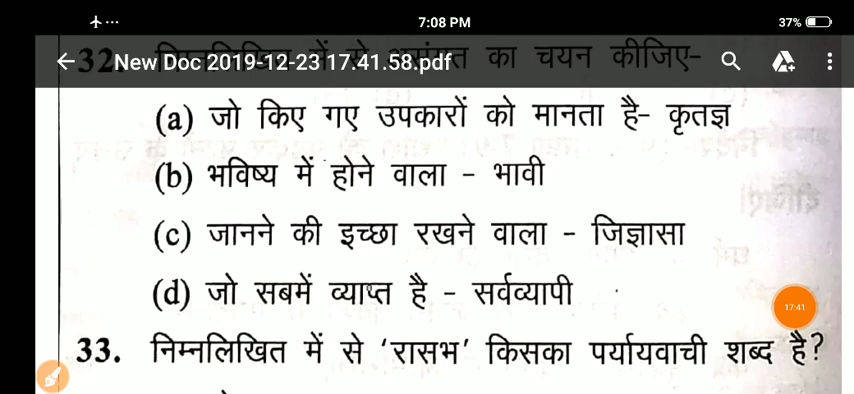 7:08 PM
37%
32.
New Doc 2019-12-23 17.41.58.pdf
का चयन कीजिए-
(a) जो किए गए उपकारों को मानता है- कृतज्ञ
(b) भविष्य में होने वाला - भावी
(c) जानने की इच्छा रखने वाला - जिज्ञासा
(d) जो सबमें व्याप्त है - सर्वव्यापी
17:41
33. निम्नलिखित में से ‘रासभ’ किसका पर्यायवाची शब्द है?